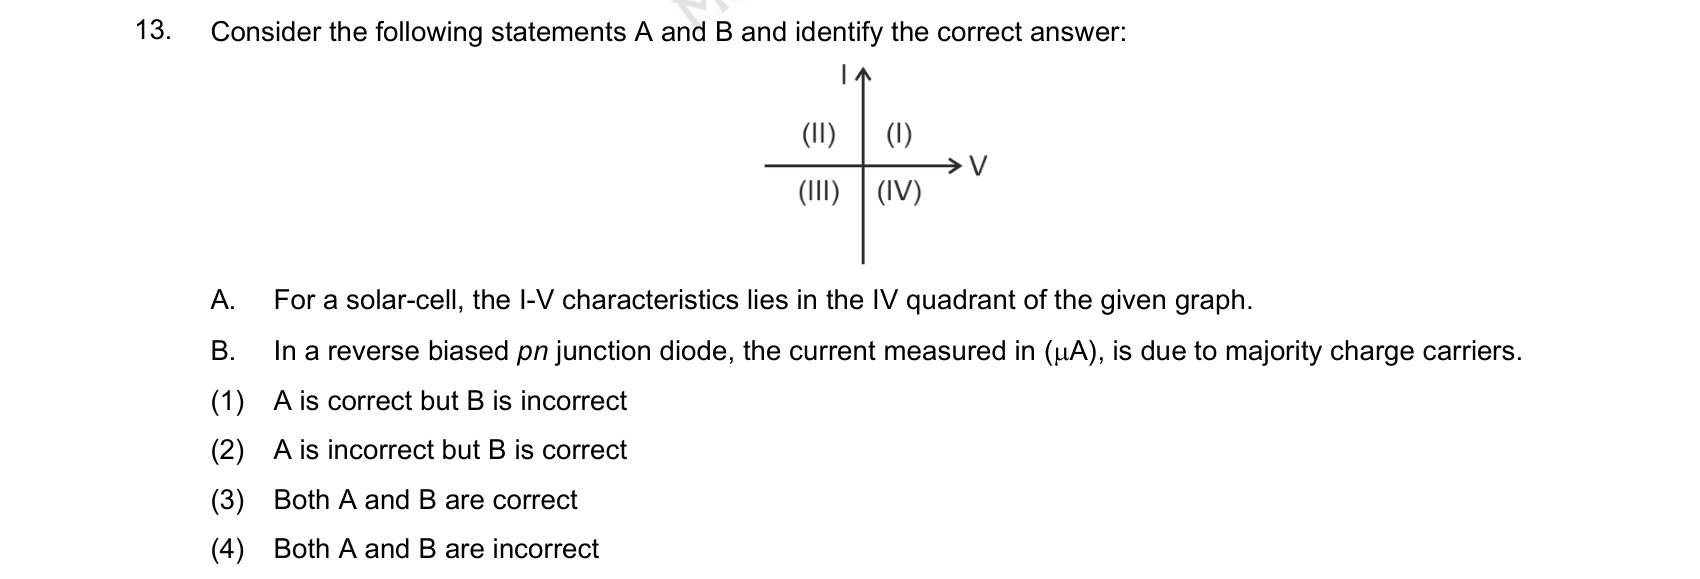 13. Consider the following statements A and B and identify the correct answer:
I
(II) (I)
V
(III) (IV)
A. For a solar-cell, the I-V characteristics lies in the IV quadrant of the given graph.
B. In a reverse biased pn junction diode, the current measured in (μA), is due to majority charge carriers.
(1) A is correct but B is incorrect
(2) A is incorrect but B is correct
(3) Both A and B are correct
(4) Both A and B are incorrect